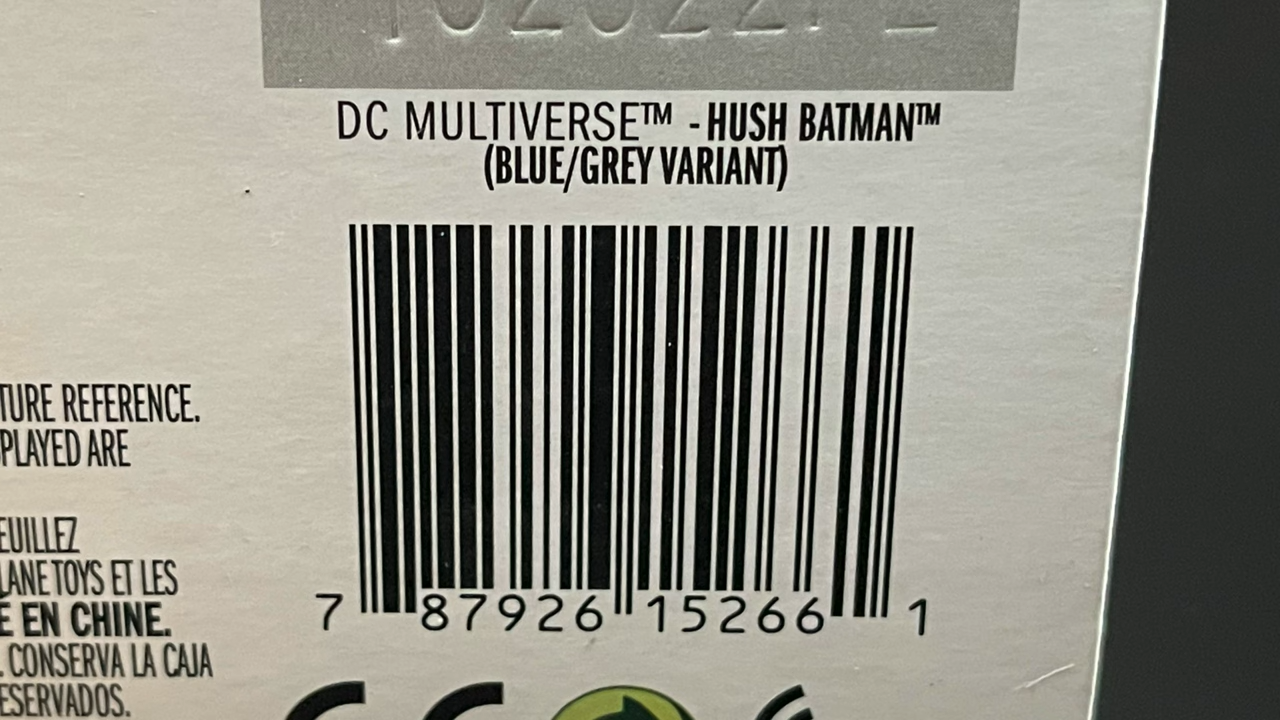 DC MULTIVERSE™ - HUSH BATMAN™
(BLUE/GREY VARIANT)
7 87926 15266 1
TURE REFERENCE.
PLAYED ARE
EUILLEZ
LANE TOYS ET LES
E EN CHINE.
. CONSERVA LA CAJA
ESERVADOS.